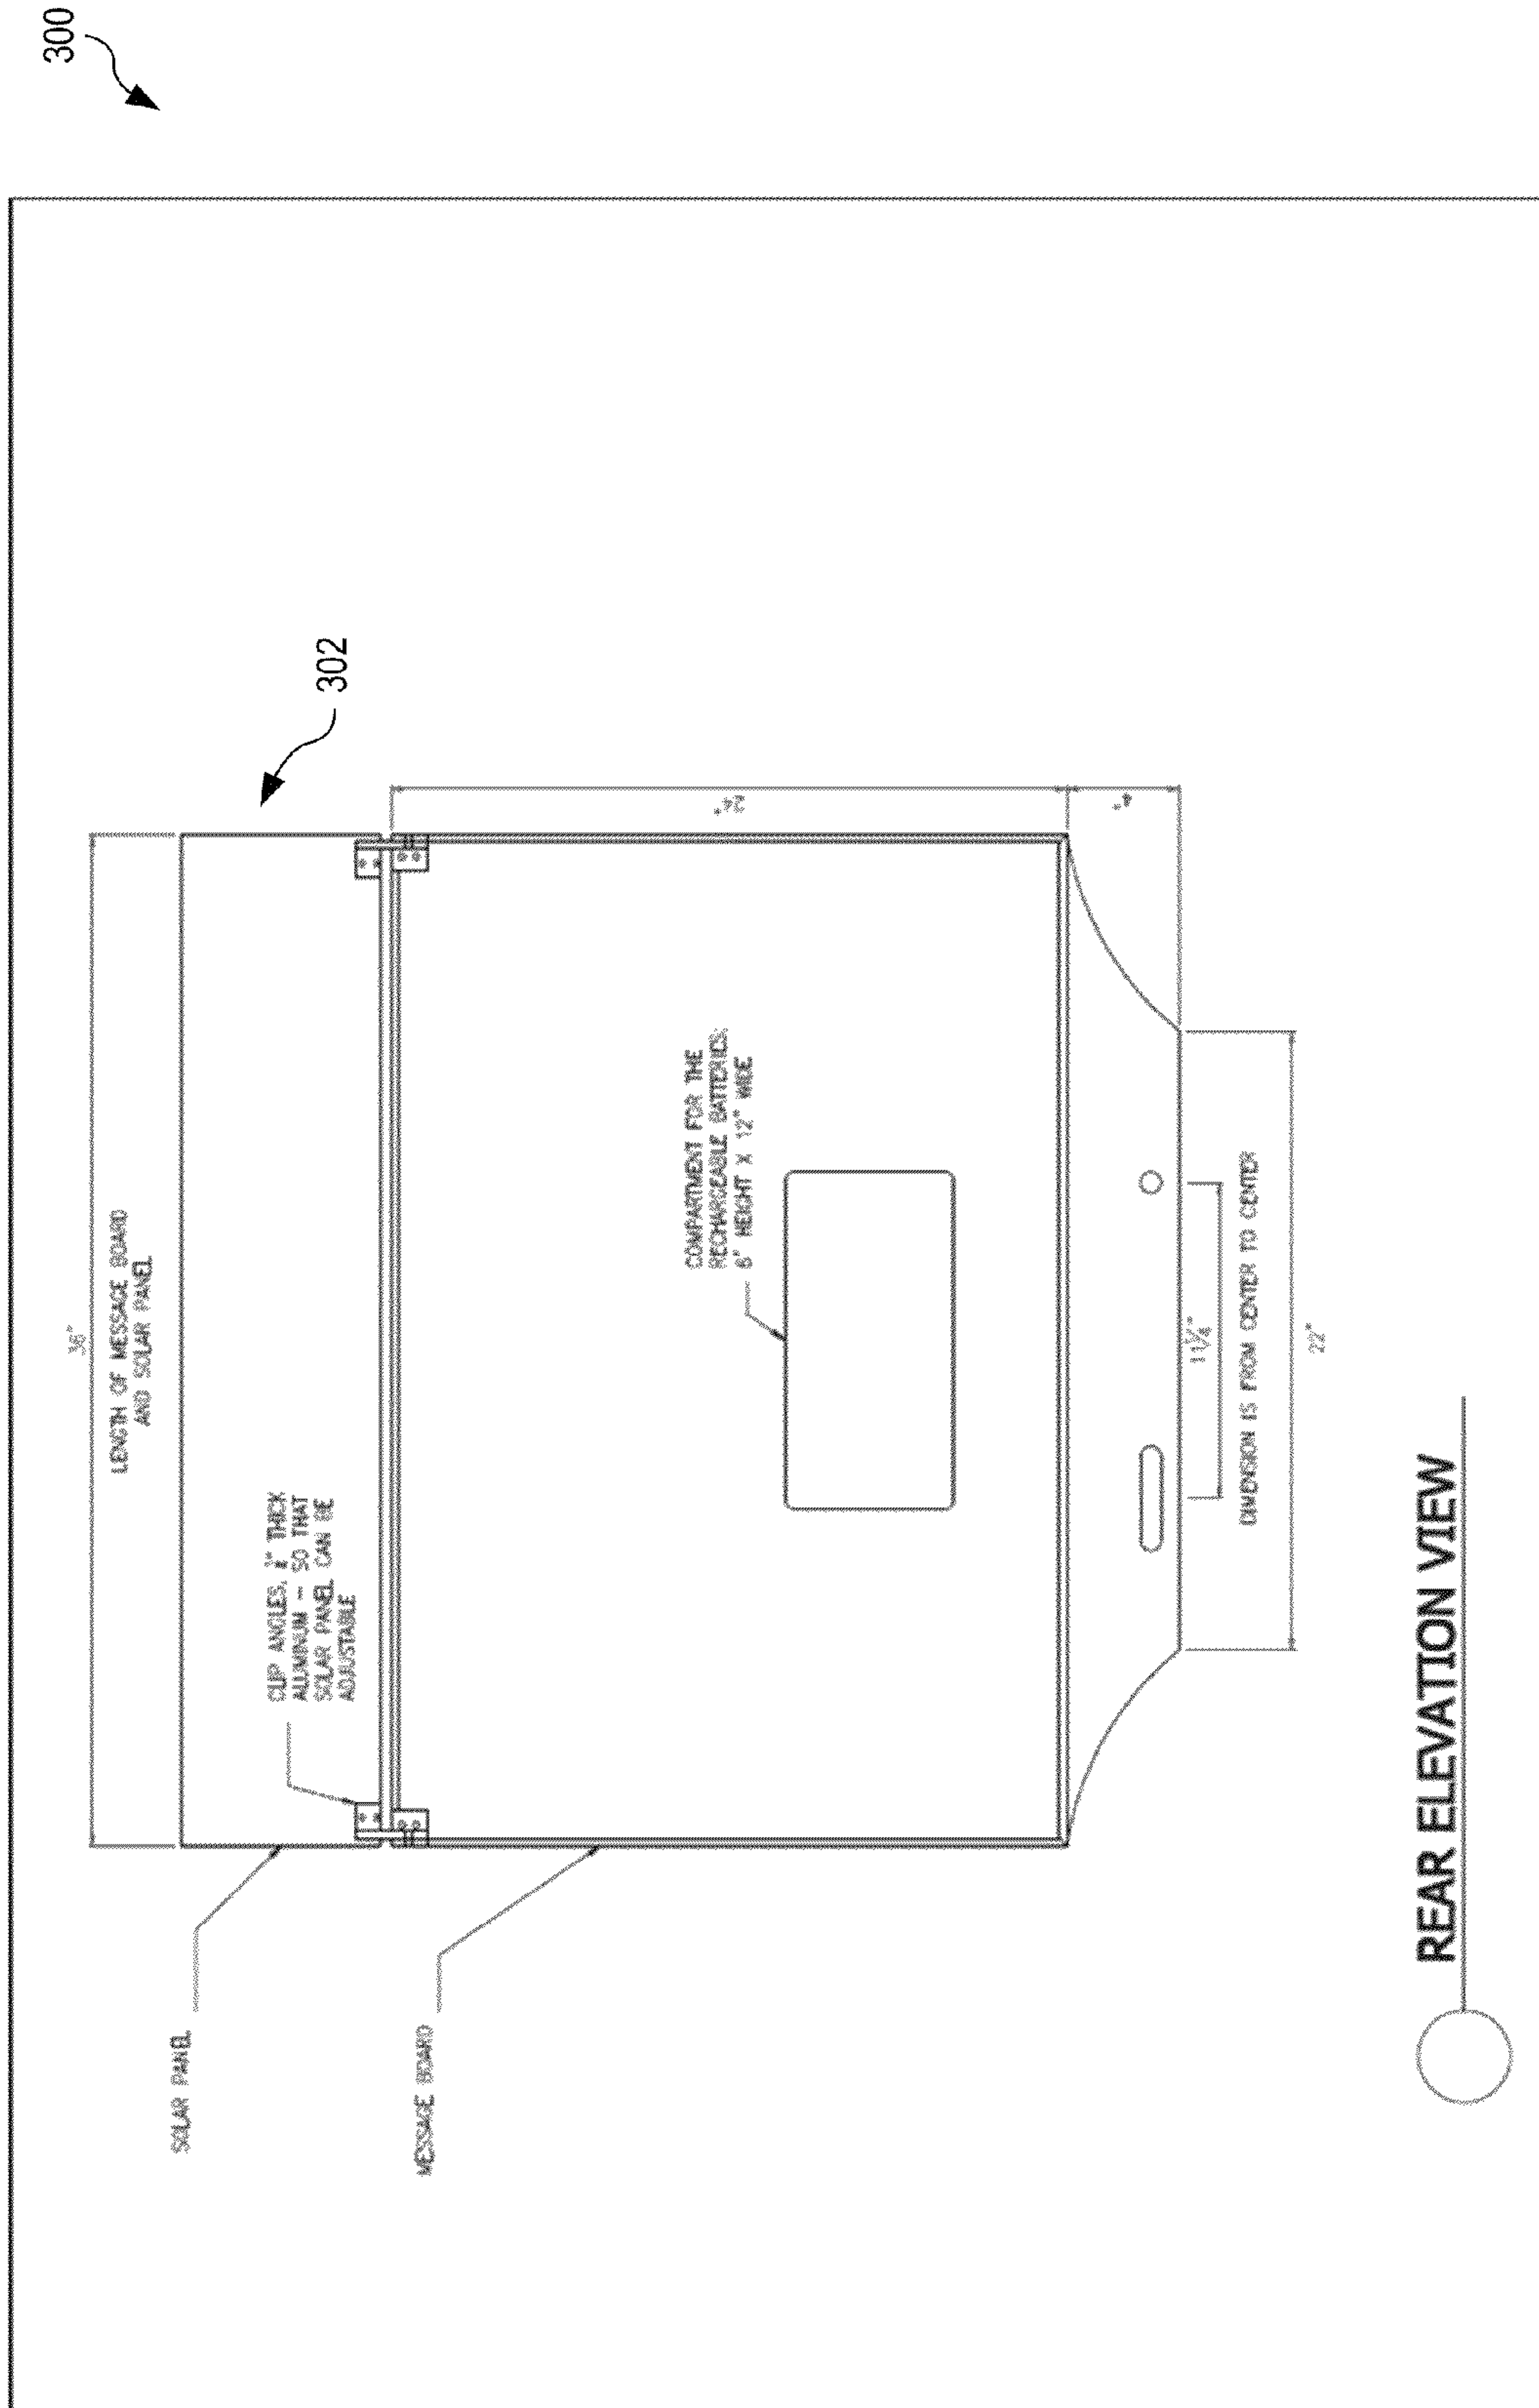 300
302
36"
LENGTH OF MESSAGE BOARD
AND SOLAR PANEL
SOLAR PANEL
CLIP ANGLES, " THICK
ALUMINUM - SO THAT
SOLAR PANEL CAN BE
ADJUSTABLE
MESSAGE BOARD
24"
COMPARTMENT FOR THE
RECHARGEABLE BATTERIES:
6" HEIGHT X 12" WIDE
4"
11¼"
DIMENSION IS FROM CENTER TO CENTER
22"
REAR ELEVATION VIEW